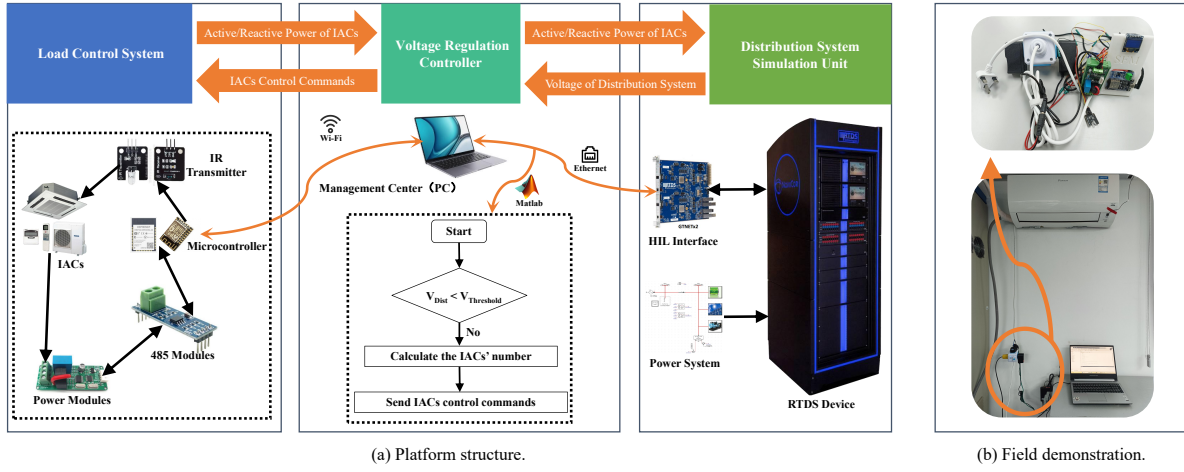 Load Control System
Active/Reactive Power of IACs
IACs Control Commands
Voltage Regulation
Controller
Active/Reactive Power of IACs
Voltage of Distribution System
Distribution System
Simulation Unit
IR
Transmitter
Microcontroller
IACs
485 Modules
Power Modules
Wi-Fi
Management Center（PC）
Matlab
Ethernet
Start
V_Dist < V_Threshold
No
Calculate the IACs' number
Send IACs control commands
RTDS
GTNETx2
HIL Interface
Power System
RTDS
RTDS Device
(a) Platform structure.
(b) Field demonstration.